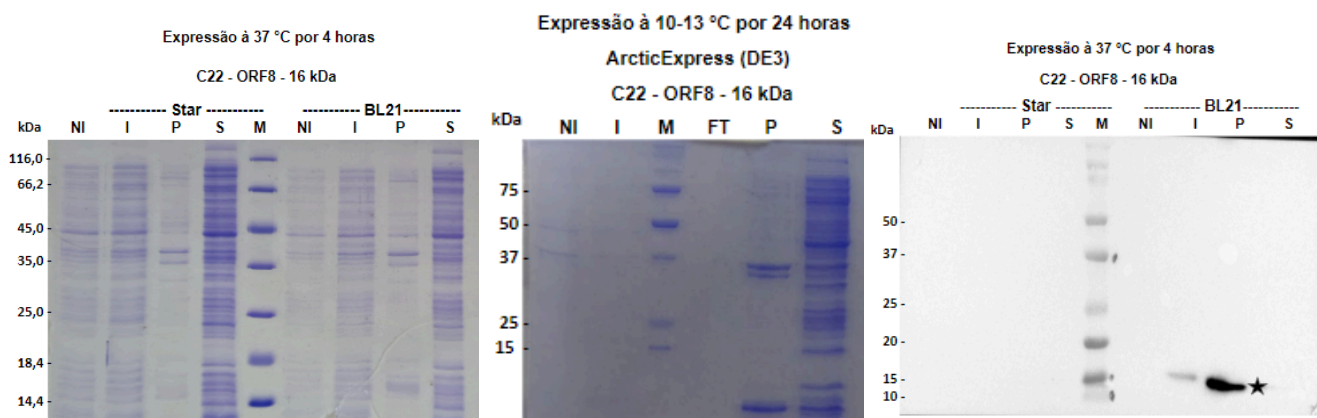 Expressão à 37 ºC por 4 horas
C22 - ORF8 - 16 kDa
----------- Star ----------- -----------BL21-----------
kDa NI I P S M NI I P S
116,0 -
66,2 -
45,0 -
35,0-
25,0 -
18,4 -
14,4 -
Expressão à 10-13 ºC por 24 horas
ArcticExpress (DE3)
C22 - ORF8 - 16 kDa
kDa NI I M FT P S
75 -
50 -
37 -
25 -
15 -
Expressão à 37 ºC por 4 horas
C22 - ORF8 - 16 kDa
----------- Star ----------- -----------BL21-----------
kDa NI I P S M NI I P S
50 -
37 -
25 -
20 -
15 -
10 -